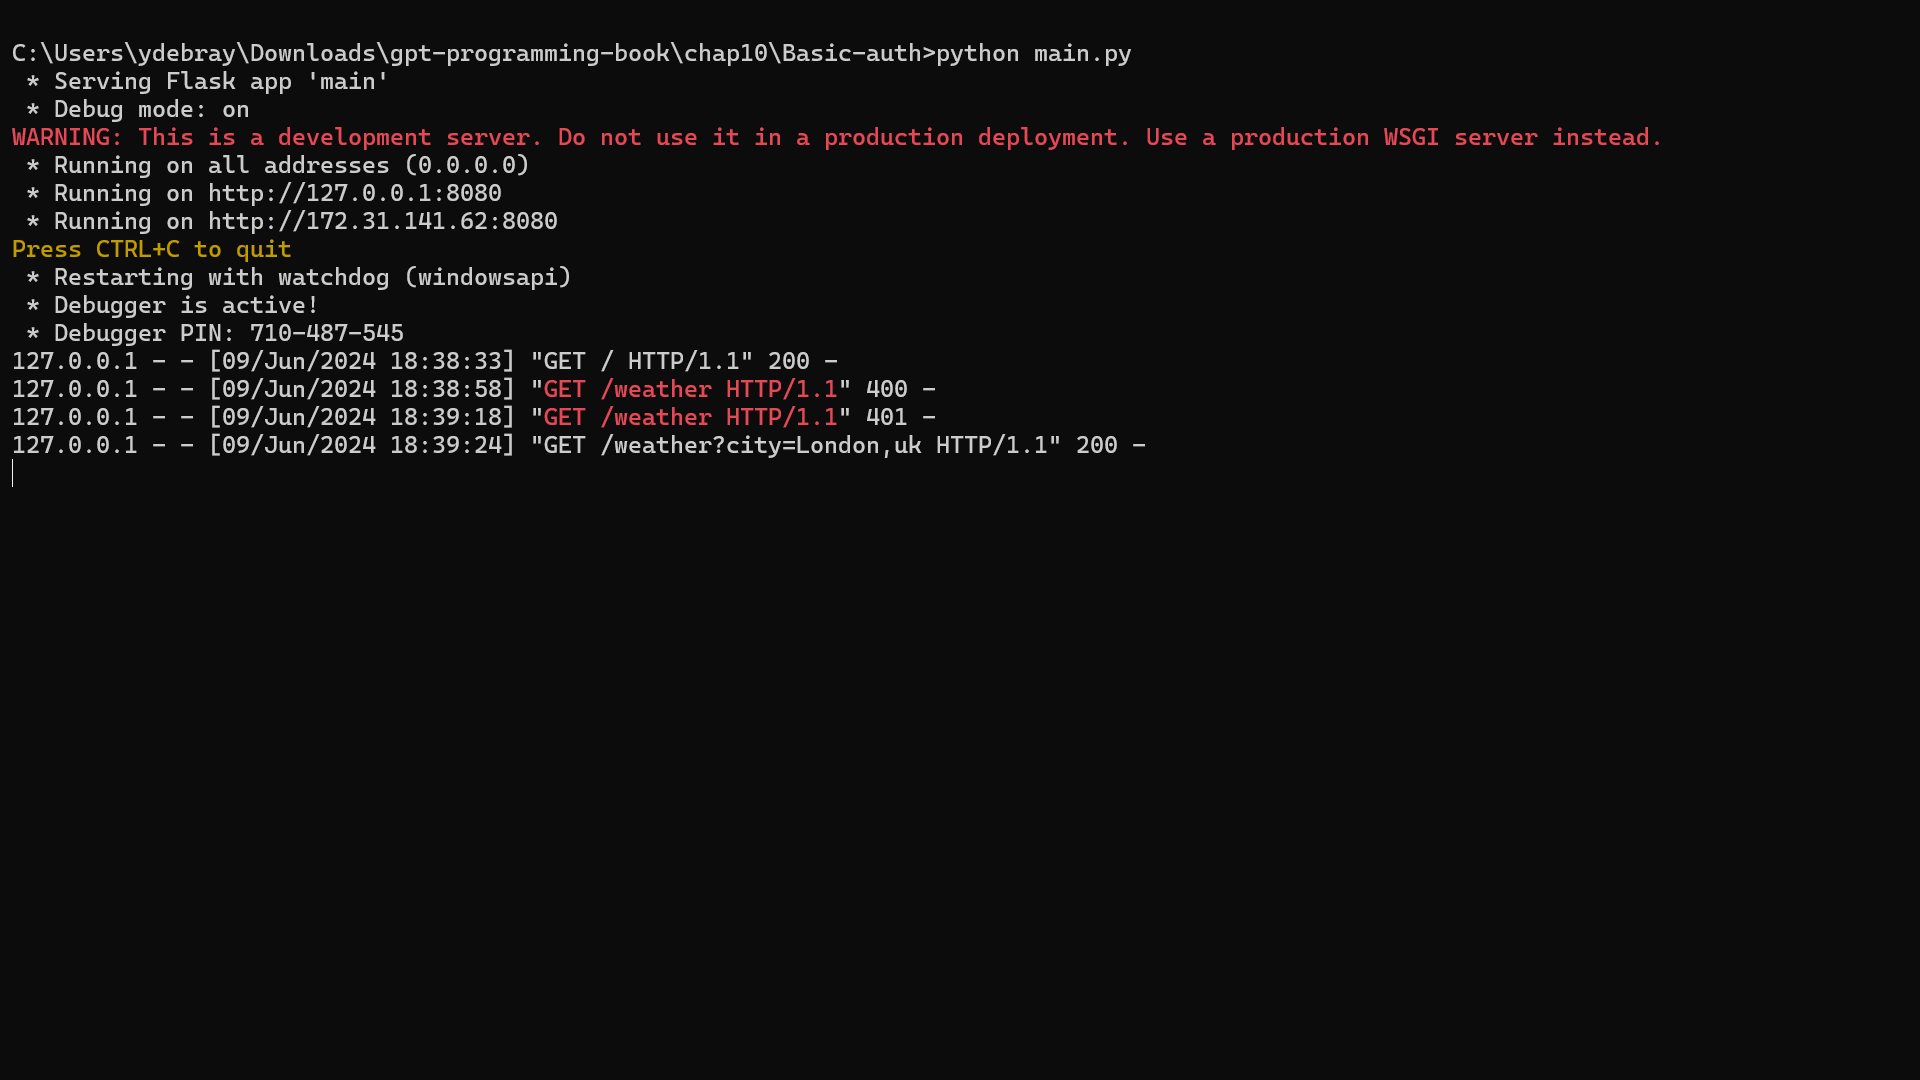 C:\Users\ydebray\Downloads\gpt-programming-book\chap10\Basic-auth>python main.py
 * Serving Flask app 'main'
 * Debug mode: on
WARNING: This is a development server. Do not use it in a production deployment. Use a production WSGI server instead.
 * Running on all addresses (0.0.0.0)
 * Running on http://127.0.0.1:8080
 * Running on http://172.31.141.62:8080
Press CTRL+C to quit
 * Restarting with watchdog (windowsapi)
 * Debugger is active!
 * Debugger PIN: 710-487-545
127.0.0.1 - - [09/Jun/2024 18:38:33] "GET / HTTP/1.1" 200 -
127.0.0.1 - - [09/Jun/2024 18:38:58] "GET /weather HTTP/1.1" 400 -
127.0.0.1 - - [09/Jun/2024 18:39:18] "GET /weather HTTP/1.1" 401 -
127.0.0.1 - - [09/Jun/2024 18:39:24] "GET /weather?city=London,uk HTTP/1.1" 200 -